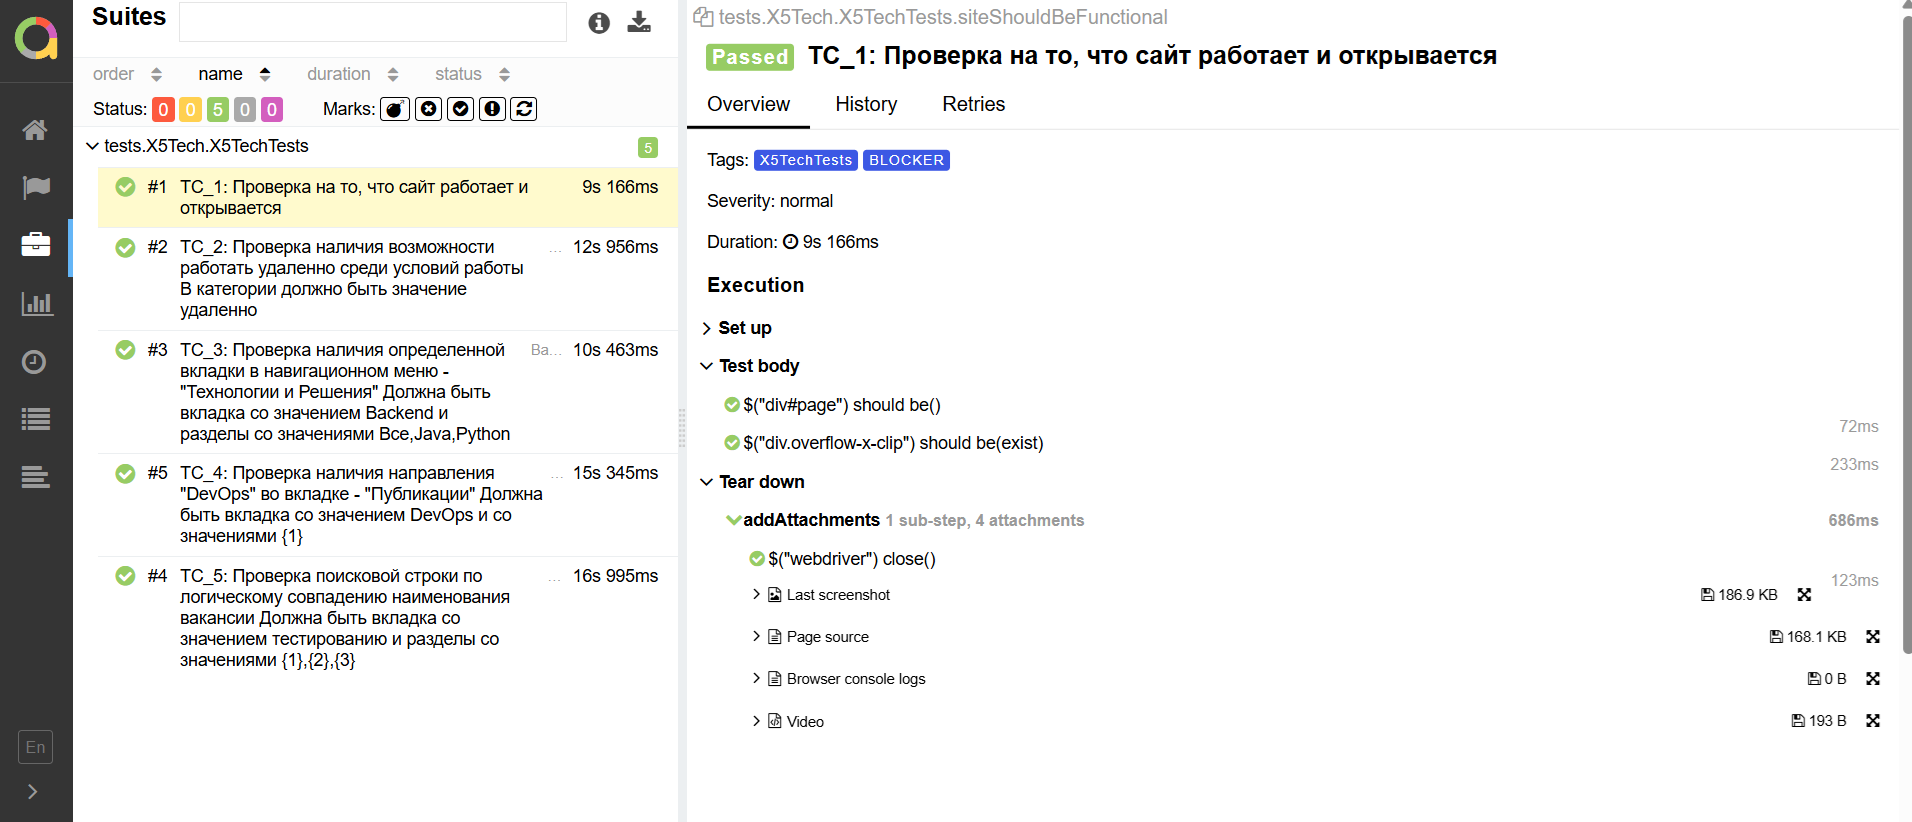 Suites
order name duration status
Status: 0 0 5 0 0 Marks:
tests.X5Tech.X5TechTests 5
#1 TC_1: Проверка на то, что сайт работает и 9s 166ms
открывается
#2 TC_2: Проверка наличия возможности ... 12s 956ms
работать удаленно среди условий работы
В категории должно быть значение
удаленно
#3 TC_3: Проверка наличия определенной Ba... 10s 463ms
вкладки в навигационном меню -
"Технологии и Решения" Должна быть
вкладка со значением Backend и
разделы со значениями Все,Java,Python
#5 TC_4: Проверка наличия направления ... 15s 345ms
"DevOps" во вкладке - "Публикации" Должна
быть вкладка со значением DevOps и со
значениями {1}
#4 TC_5: Проверка поисковой строки по ... 16s 995ms
логическому совпадению наименования
вакансии Должна быть вкладка со
значением тестированию и разделы со
значениями {1},{2},{3}
En
tests.X5Tech.X5TechTests.siteShouldBeFunctional
Passed TC_1: Проверка на то, что сайт работает и открывается
Overview History Retries
Tags: X5TechTests BLOCKER
Severity: normal
Duration: 9s 166ms
Execution
Set up
Test body
$("div#page") should be()
72ms
$("div.overflow-x-clip") should be(exist)
233ms
Tear down
addAttachments 1 sub-step, 4 attachments 686ms
$("webdriver") close()
123ms
Last screenshot 186.9 KB
Page source 168.1 KB
Browser console logs 0 B
Video 193 B